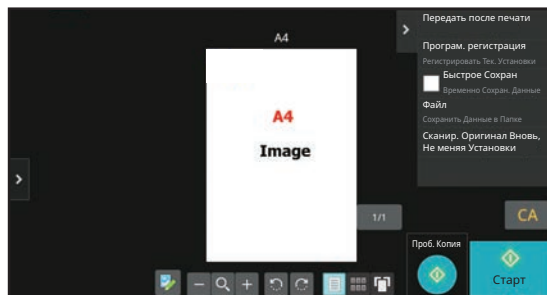 A4
A4
Image
1/1
Передать после печати
Програм. регистрация
Регистрировать Тек. Установки
Быстрое Сохран
Временно Сохран. Данные
Файл
Сохранить Данные в Папке
Сканир. Оригинал Вновь,
Не меняя Установки
CA
Проб. Копия
Старт